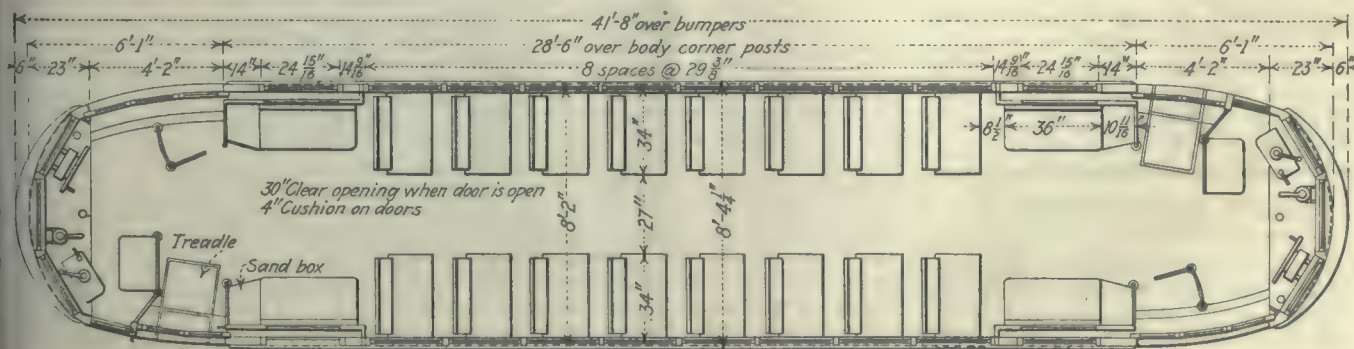 41'-8" over bumpers
6'-1" 28'-6" over body corner posts 6'-1"
6" 23" 4'-2" 14" 24 15/16" 14 9/16" 8 spaces @ 29 3/8" 14 9/16" 24 15/16" 14" 4'-2" 23" 6"
34" 8 1/2" 36" 10 11/16"
30" Clear opening when door is open
4" Cushion on doors
8'-2" 27" 8'-4 1/4"
Treadle
Sand box
34"